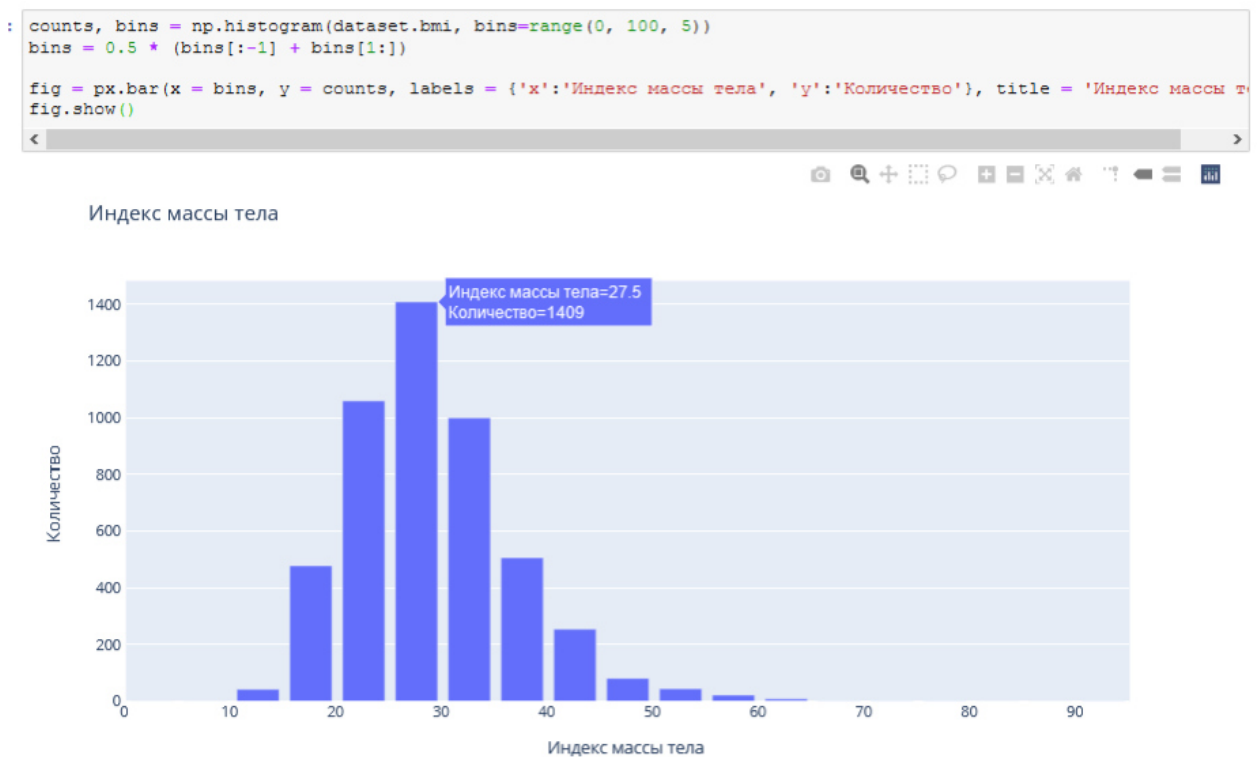 : counts, bins = np.histogram(dataset.bmi, bins=range(0, 100, 5))
bins = 0.5 * (bins[:-1] + bins[1:])
fig = px.bar(x = bins, y = counts, labels = {'x':'Индекс массы тела', 'y':'Количество'}, title = 'Индекс массы т
fig.show()
Индекс массы тела
Индекс массы тела=27.5
Количество=1409
1400
1200
1000
800
600
400
200
0
Количество
0 10 20 30 40 50 60 70 80 90
Индекс массы тела